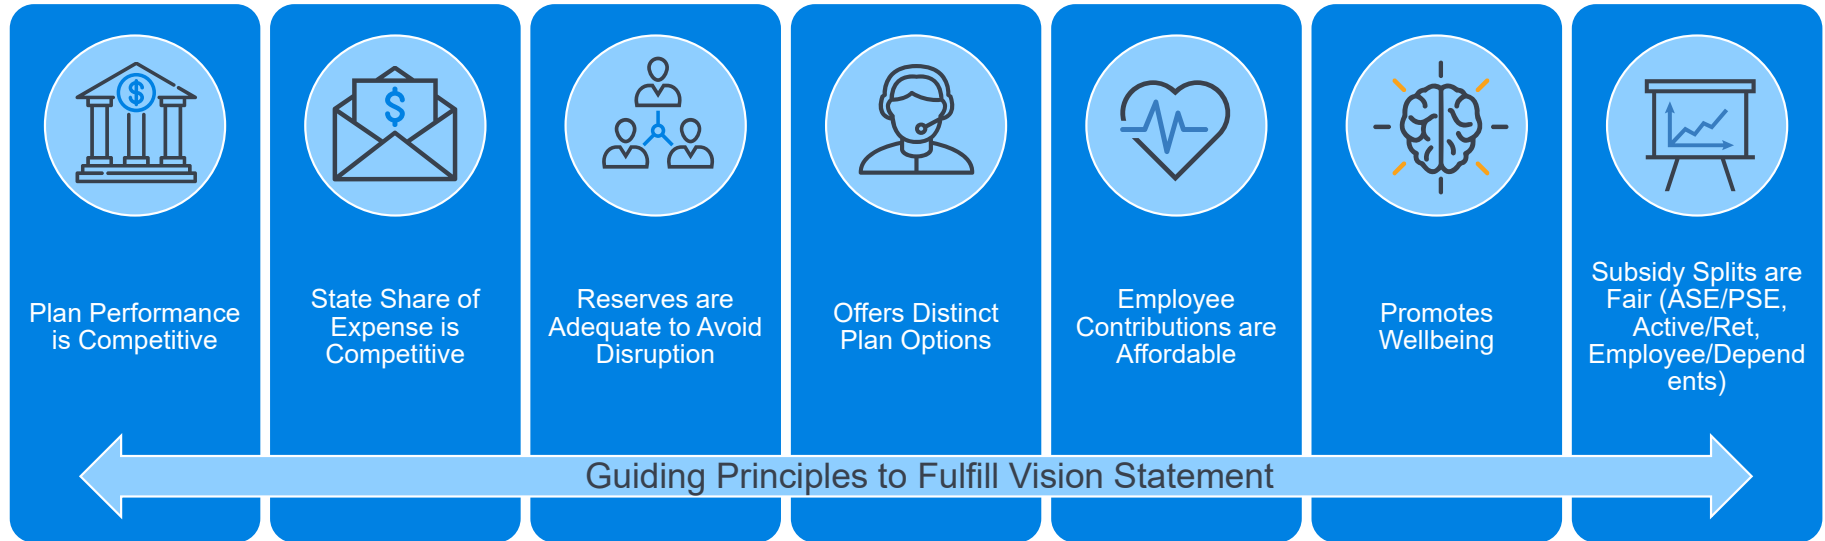 Plan Performance
is Competitive
State Share of
Expense is
Competitive
Reserves are
Adequate to Avoid
Disruption
Offers Distinct
Plan Options
Employee
Contributions are
Affordable
Promotes
Wellbeing
Subsidy Splits are
Fair (ASE/PSE,
Active/Ret,
Employee/Depend
ents)
Guiding Principles to Fulfill Vision Statement